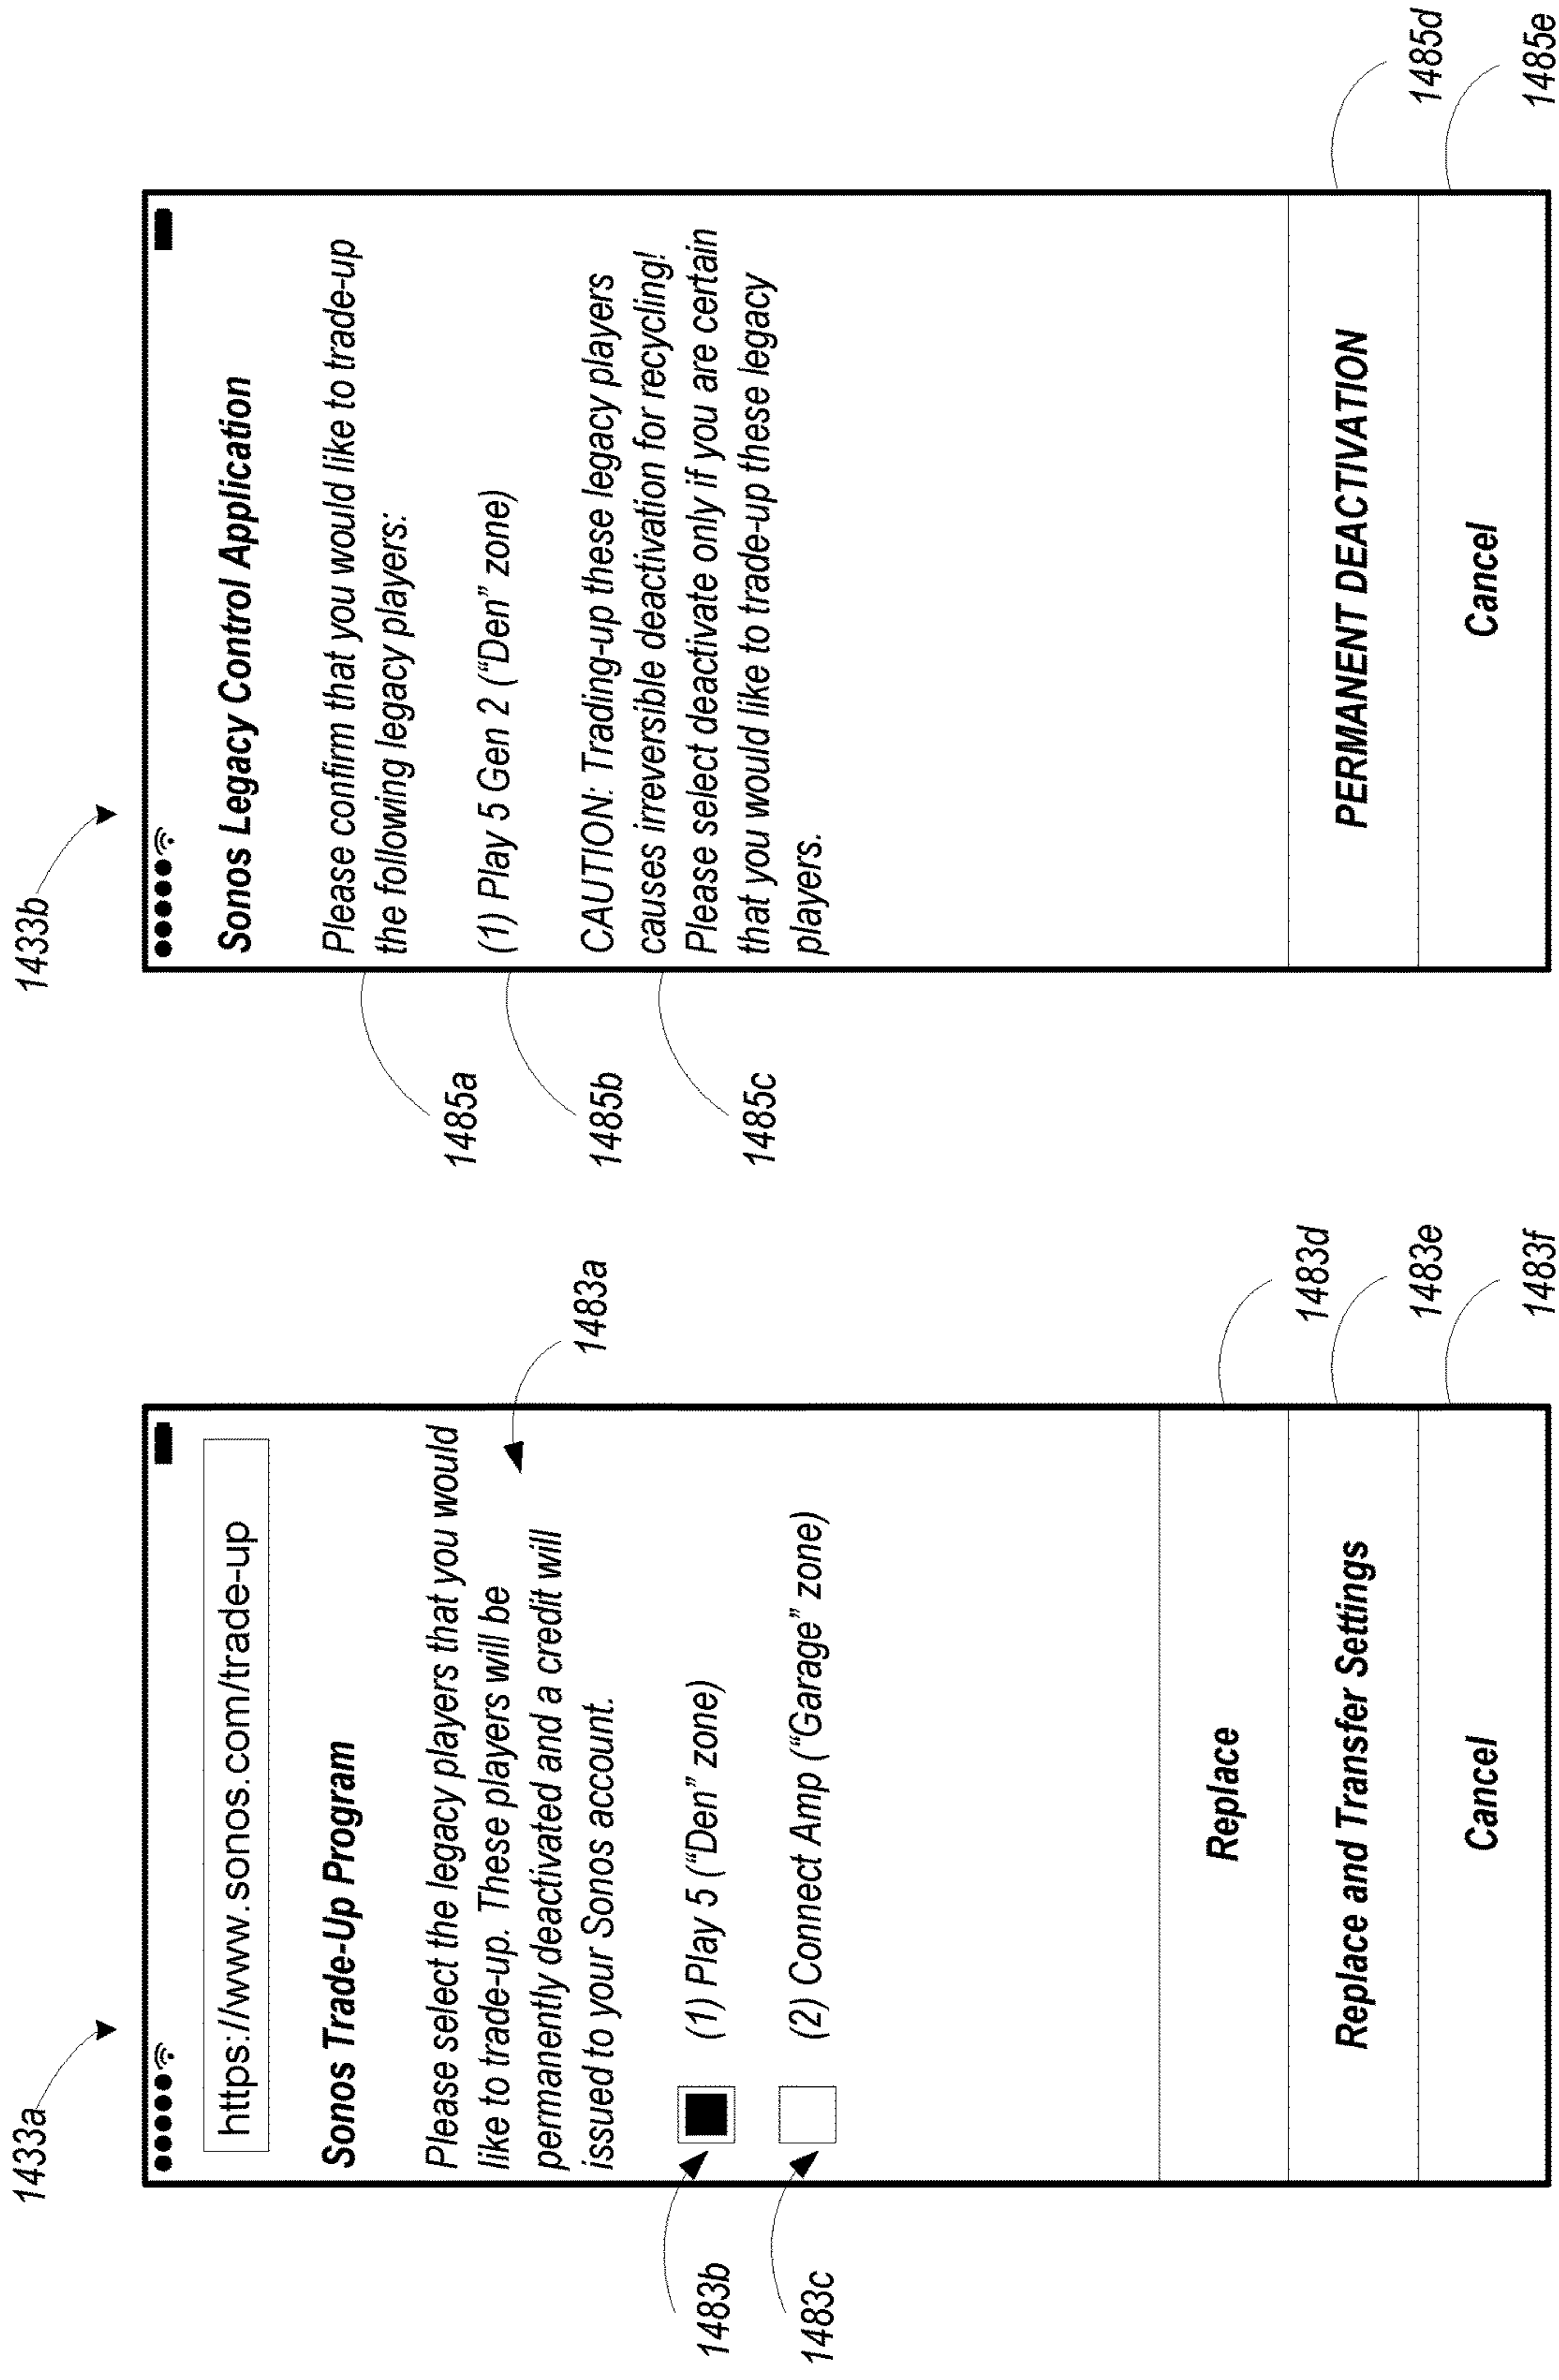 1433a
https://www.sonos.com/trade-up
Sonos Trade-Up Program
Please select the legacy players that you would
like to trade-up. These players will be
permanently deactivated and a credit will
issued to your Sonos account.
1483a
(1) Play 5 (“Den” zone)
1483b
(2) Connect Amp (“Garage” zone)
1483c
Replace
1483d
Replace and Transfer Settings
1483e
Cancel
1483f
1433b
Sonos Legacy Control Application
Please confirm that you would like to trade-up
the following legacy players:
1485a
(1) Play 5 Gen 2 (“Den” zone)
1485b
CAUTION: Trading-up these legacy players
causes irreversible deactivation for recycling!
Please select deactivate only if you are certain
that you would like to trade-up these legacy
players.
1485c
PERMANENT DEACTIVATION
1485d
Cancel
1485e